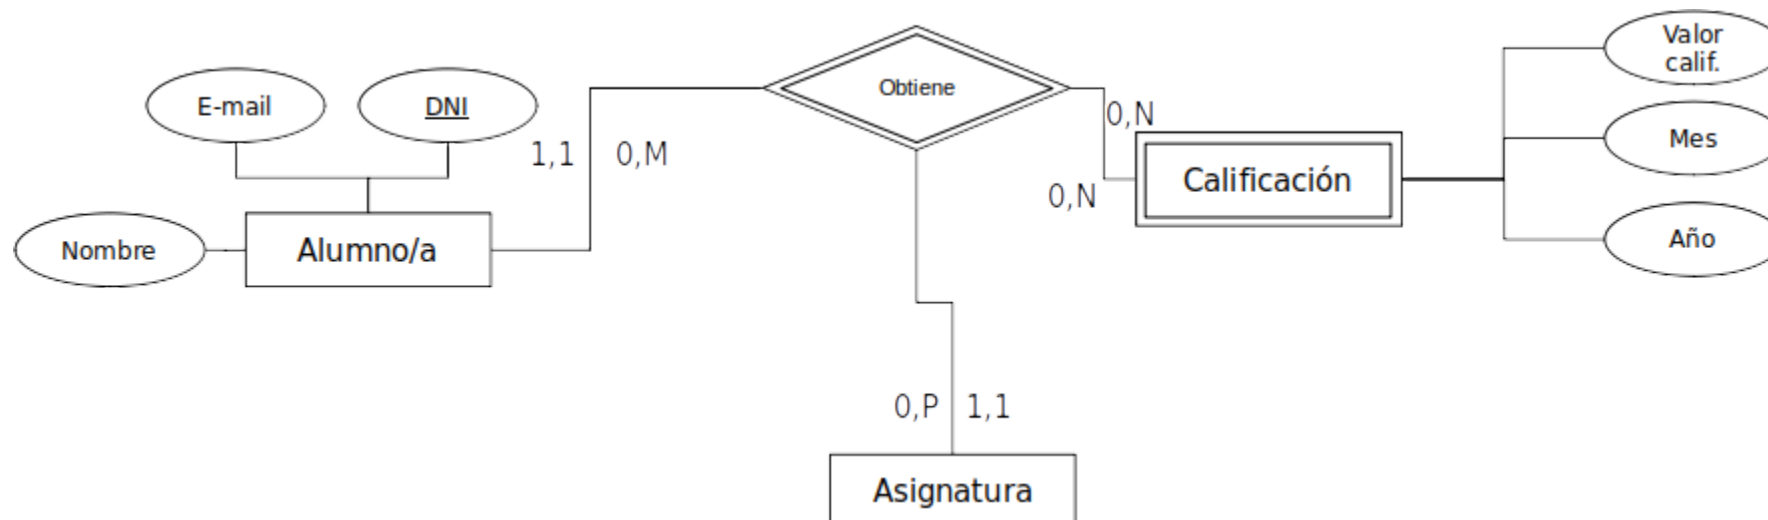 Valor
calif.
Obtiene
E-mail
DNI
0,N
Mes
1,1
0,M
Calificación
0,N
Nombre
Alumno/a
Año
0,P
1,1
Asignatura